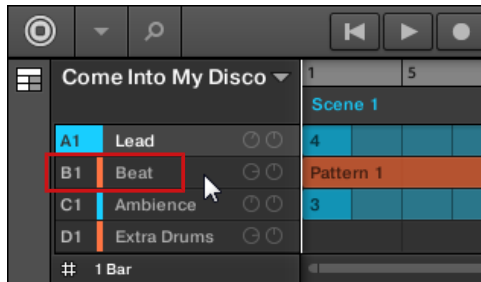 Come Into My Disco
1 5
Scene 1
A1 Lead 4
B1 Beat Pattern 1
C1 Ambience 3
D1 Extra Drums
# 1 Bar